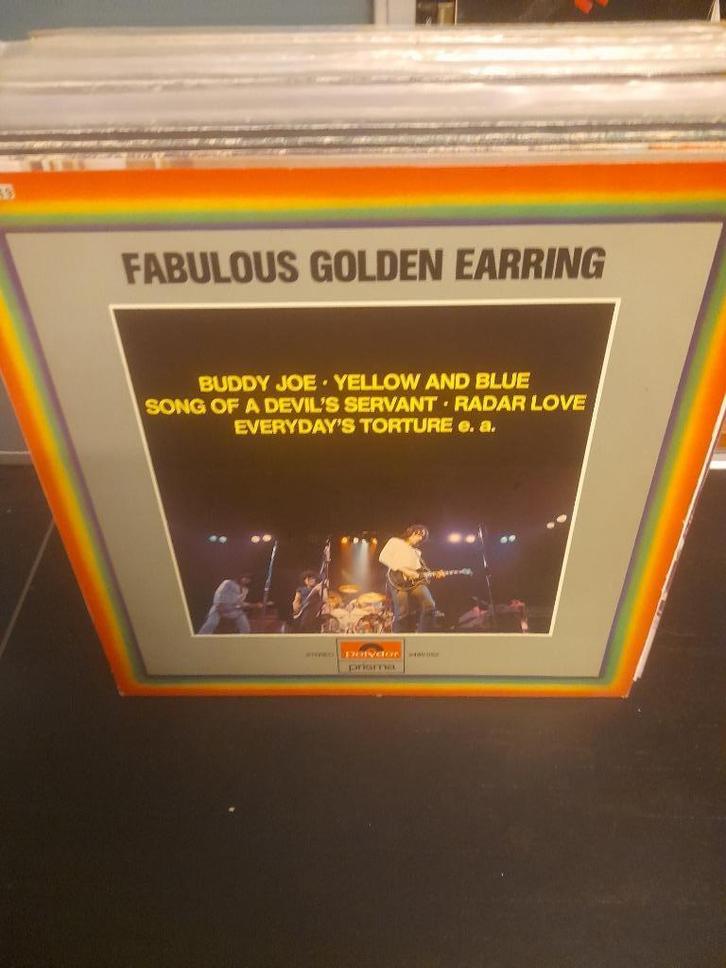 FABULOUS GOLDEN EARRING
BUDDY JOE · YELLOW AND BLUE
SONG OF A DEVIL'S SERVANT · RADAR LOVE
EVERYDAY'S TORTURE e. a.
STEREO
polydor
prisma